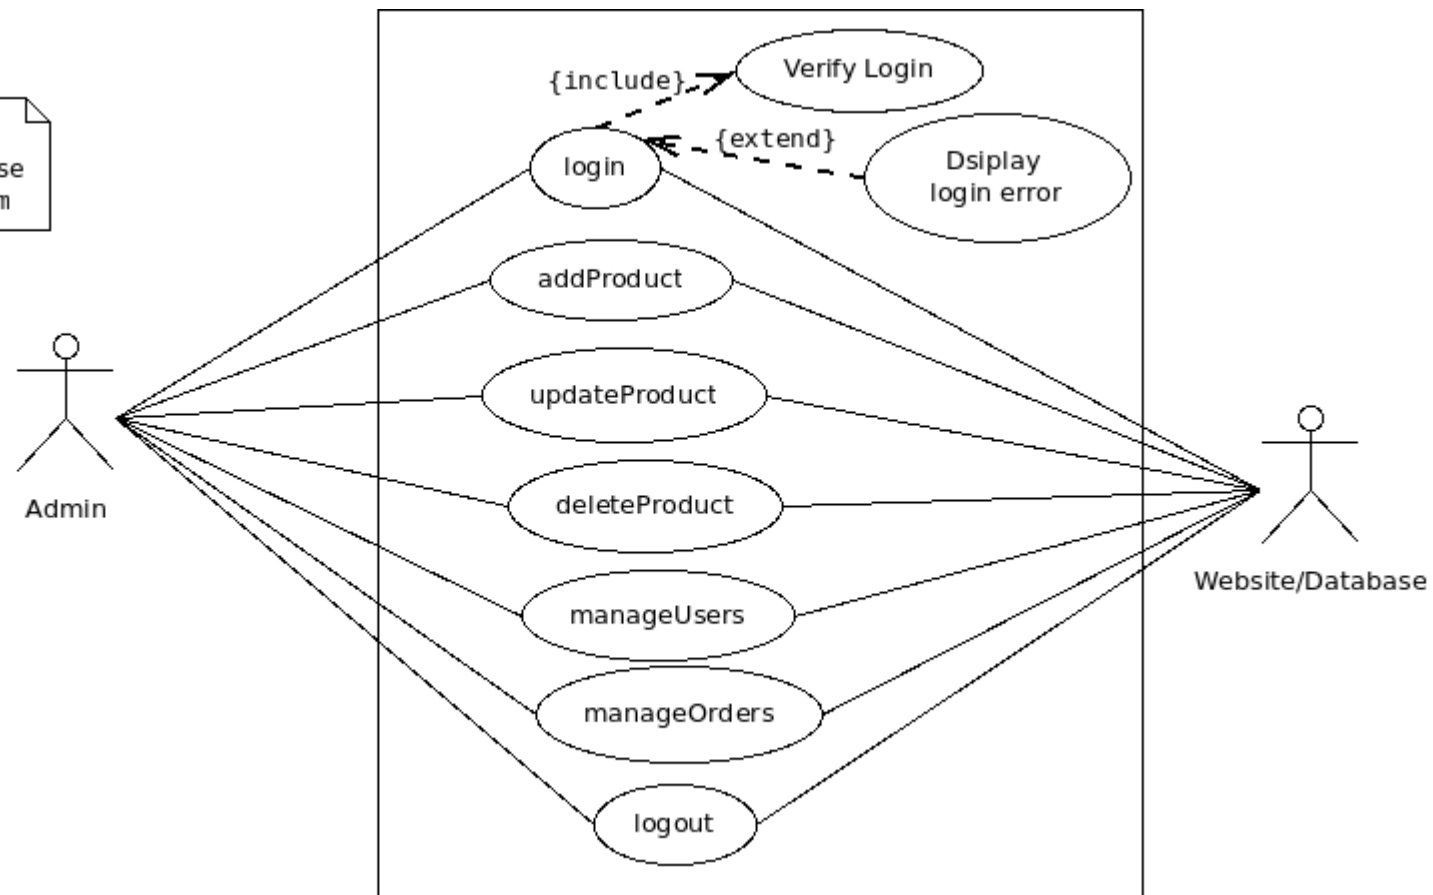 Verify Login
{include}
{extend}
Dsiplay
login error
login
se
m
addProduct
updateProduct
deleteProduct
Admin
Website/Database
manageUsers
manageOrders
logout